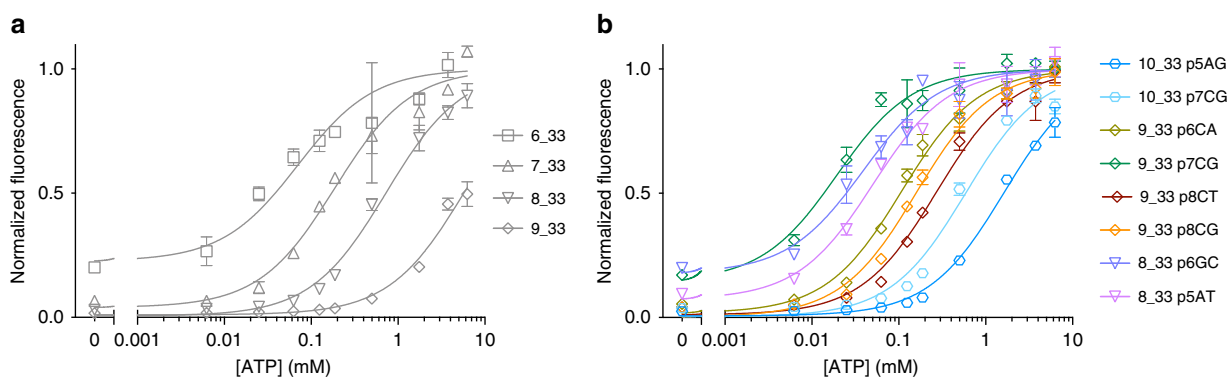 a
Normalized fluorescence
1.0
0.5
0.0
0 0.001 0.01 0.1 1 10
[ATP] (mM)
6_33
7_33
8_33
9_33
b
Normalized fluorescence
1.0
0.5
0.0
0 0.001 0.01 0.1 1 10
[ATP] (mM)
10_33 p5AG
10_33 p7CG
9_33 p6CA
9_33 p7CG
9_33 p8CT
9_33 p8CG
8_33 p6GC
8_33 p5AT